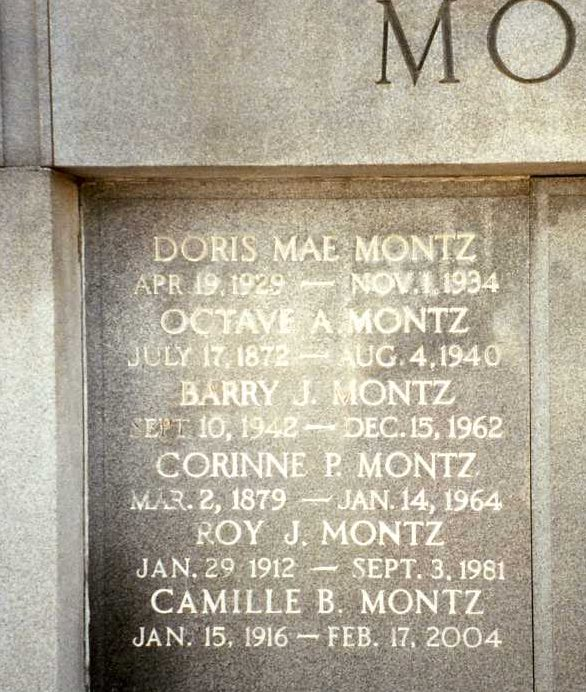 MO
DORIS MAE MONTZ
APR 19, 1929 — NOV. 1, 1934
OCTAVE A. MONTZ
JULY 17, 1872 — AUG. 4, 1940
BARRY J. MONTZ
SEPT 10, 1942 — DEC. 15, 1962
CORINNE P. MONTZ
MAR. 2, 1879 — JAN. 14, 1964
ROY J. MONTZ
JAN. 29 1912 — SEPT. 3, 1981
CAMILLE B. MONTZ
JAN. 15, 1916 — FEB. 17, 2004